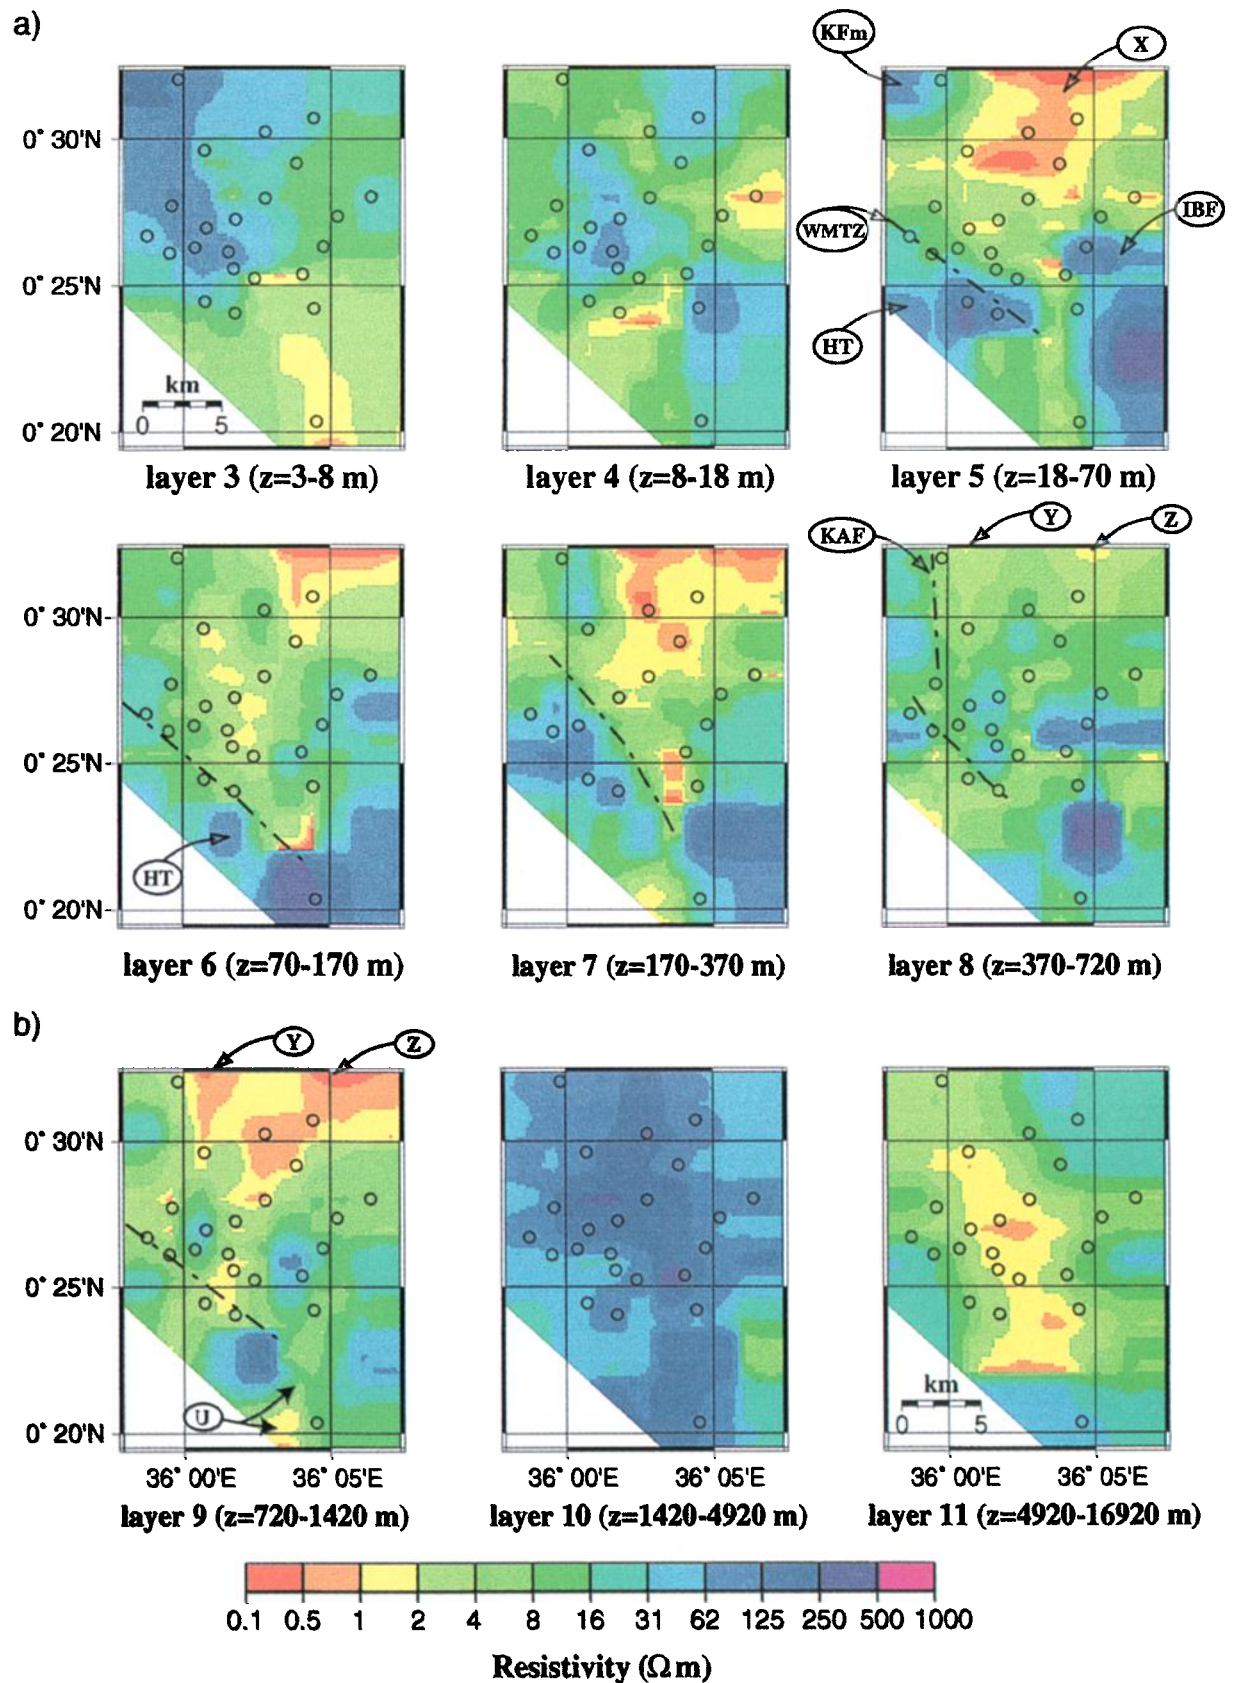 a)
KFm
X
0° 30'N
WMTZ
IBF
0° 25'N
HT
km
0 5
0° 20'N
layer 3 (z=3-8 m) layer 4 (z=8-18 m) layer 5 (z=18-70 m)
KAF
Y
Z
0° 30'N
0° 25'N
HT
0° 20'N
layer 6 (z=70-170 m) layer 7 (z=170-370 m) layer 8 (z=370-720 m)
b)
Y
Z
0° 30'N
0° 25'N
km
0 5
U
0° 20'N
36° 00'E 36° 05'E 36° 00'E 36° 05'E 36° 00'E 36° 05'E
layer 9 (z=720-1420 m) layer 10 (z=1420-4920 m) layer 11 (z=4920-16920 m)
0.1 0.5 1 2 4 8 16 31 62 125 250 500 1000
Resistivity (Ωm)